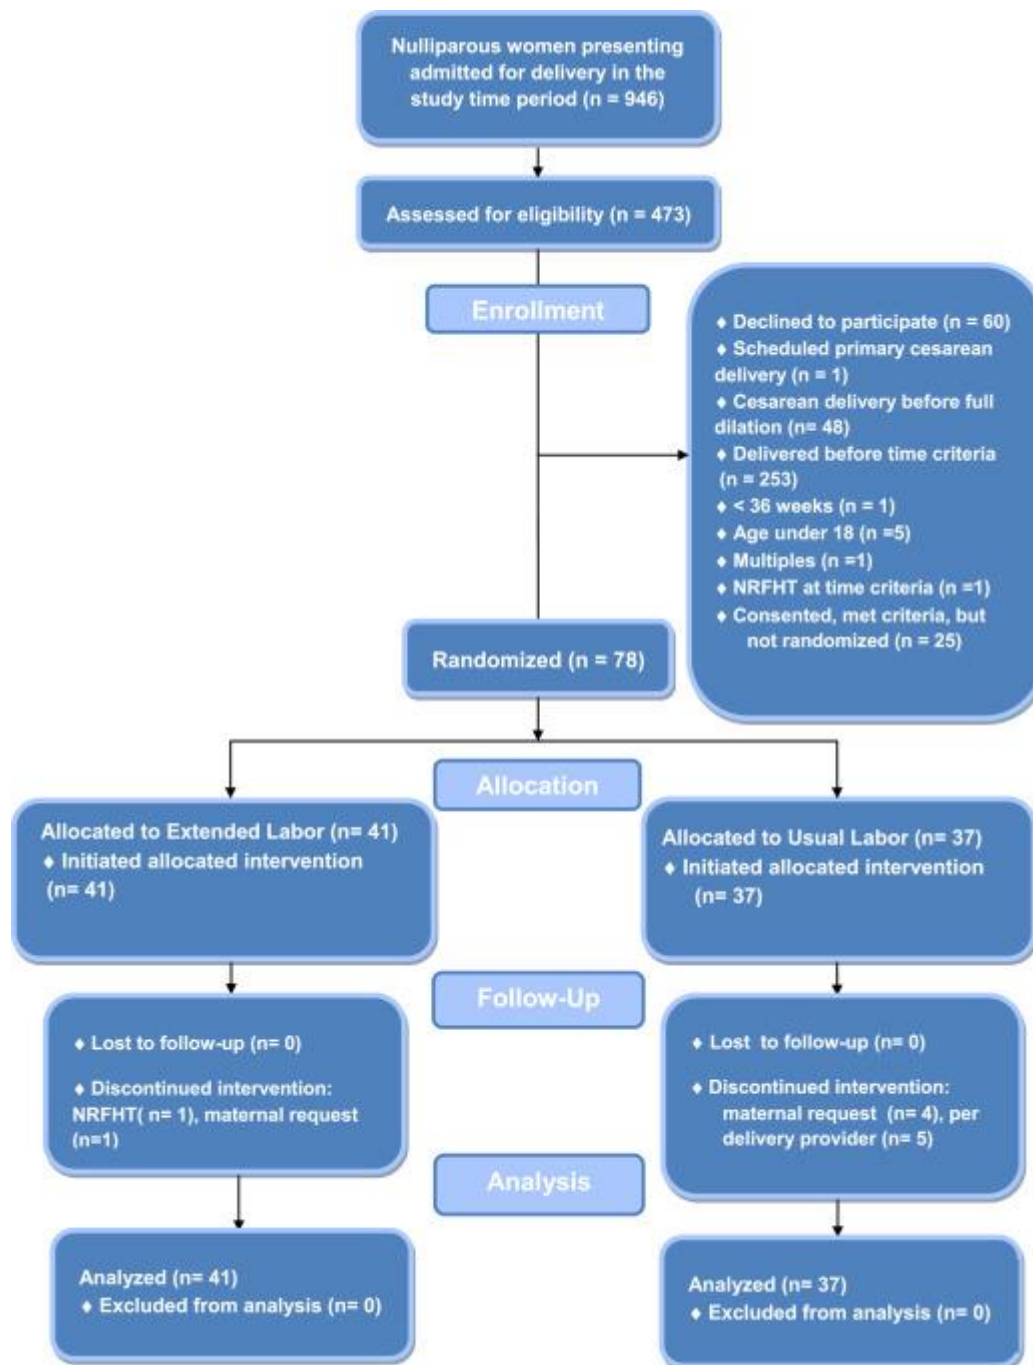 Nulliparous women presenting
admitted for delivery in the
study time period (n = 946)
Assessed for eligibility (n = 473)
Enrollment
♦ Declined to participate (n = 60)
♦ Scheduled primary cesarean
delivery (n = 1)
♦ Cesarean delivery before full
dilation (n= 48)
♦ Delivered before time criteria
(n = 253)
♦ < 36 weeks (n = 1)
♦ Age under 18 (n =5)
♦ Multiples (n =1)
♦ NRFHT at time criteria (n =1)
♦ Consented, met criteria, but
not randomized (n = 25)
Randomized (n = 78)
Allocation
Allocated to Extended Labor (n= 41)
♦ Initiated allocated intervention
(n= 41)
Allocated to Usual Labor (n= 37)
♦ Initiated allocated intervention
(n= 37)
Follow-Up
♦ Lost to follow-up (n= 0)
♦ Discontinued intervention:
NRFHT( n= 1), maternal request
(n=1)
♦ Lost to follow-up (n= 0)
♦ Discontinued intervention:
maternal request (n= 4), per
delivery provider (n= 5)
Analysis
Analyzed (n= 41)
♦ Excluded from analysis (n= 0)
Analyzed (n= 37)
♦ Excluded from analysis (n= 0)